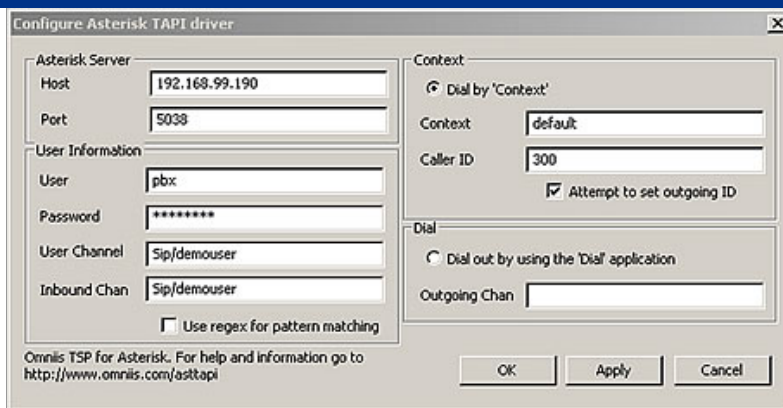 Configure Asterisk TAPI driver
Asterisk Server
Host 192.168.99.190
Port 5038
User Information
User pbx
Password ********
User Channel Sip/demouser
Inbound Chan Sip/demouser
Use regex for pattern matching
Omniis TSP for Asterisk. For help and information go to
http://www.omniis.com/asttapi
Context
Dial by 'Context'
Context default
Caller ID 300
Attempt to set outgoing ID
Dial
Dial out by using the 'Dial' application
Outgoing Chan
OK Apply Cancel